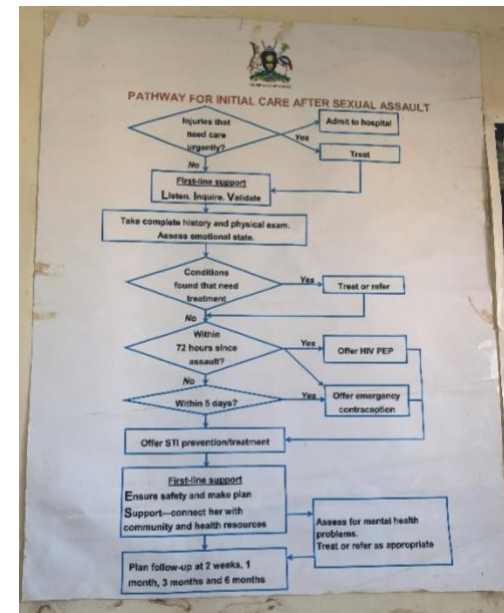 PATHWAY FOR INITIAL CARE AFTER SEXUAL ASSAULT
Injuries that
need care
urgently?
Yes
Admit to hospital
Treat
No
First-line support
Listen, Inquire, Validate
Take complete history and physical exam.
Assess emotional state.
Conditions
found that need
treatment
Yes
Treat or refer
No
Within
72 hours since
assault?
Yes
Offer HIV PEP
No
Within 5 days?
Yes
Offer emergency
contraception
Offer STI prevention/treatment
First-line support
Ensure safety and make plan
Support—connect her with
community and health resources
Assess for mental health
problems.
Treat or refer as appropriate
Plan follow-up at 2 weeks, 1
month, 3 months and 6 months